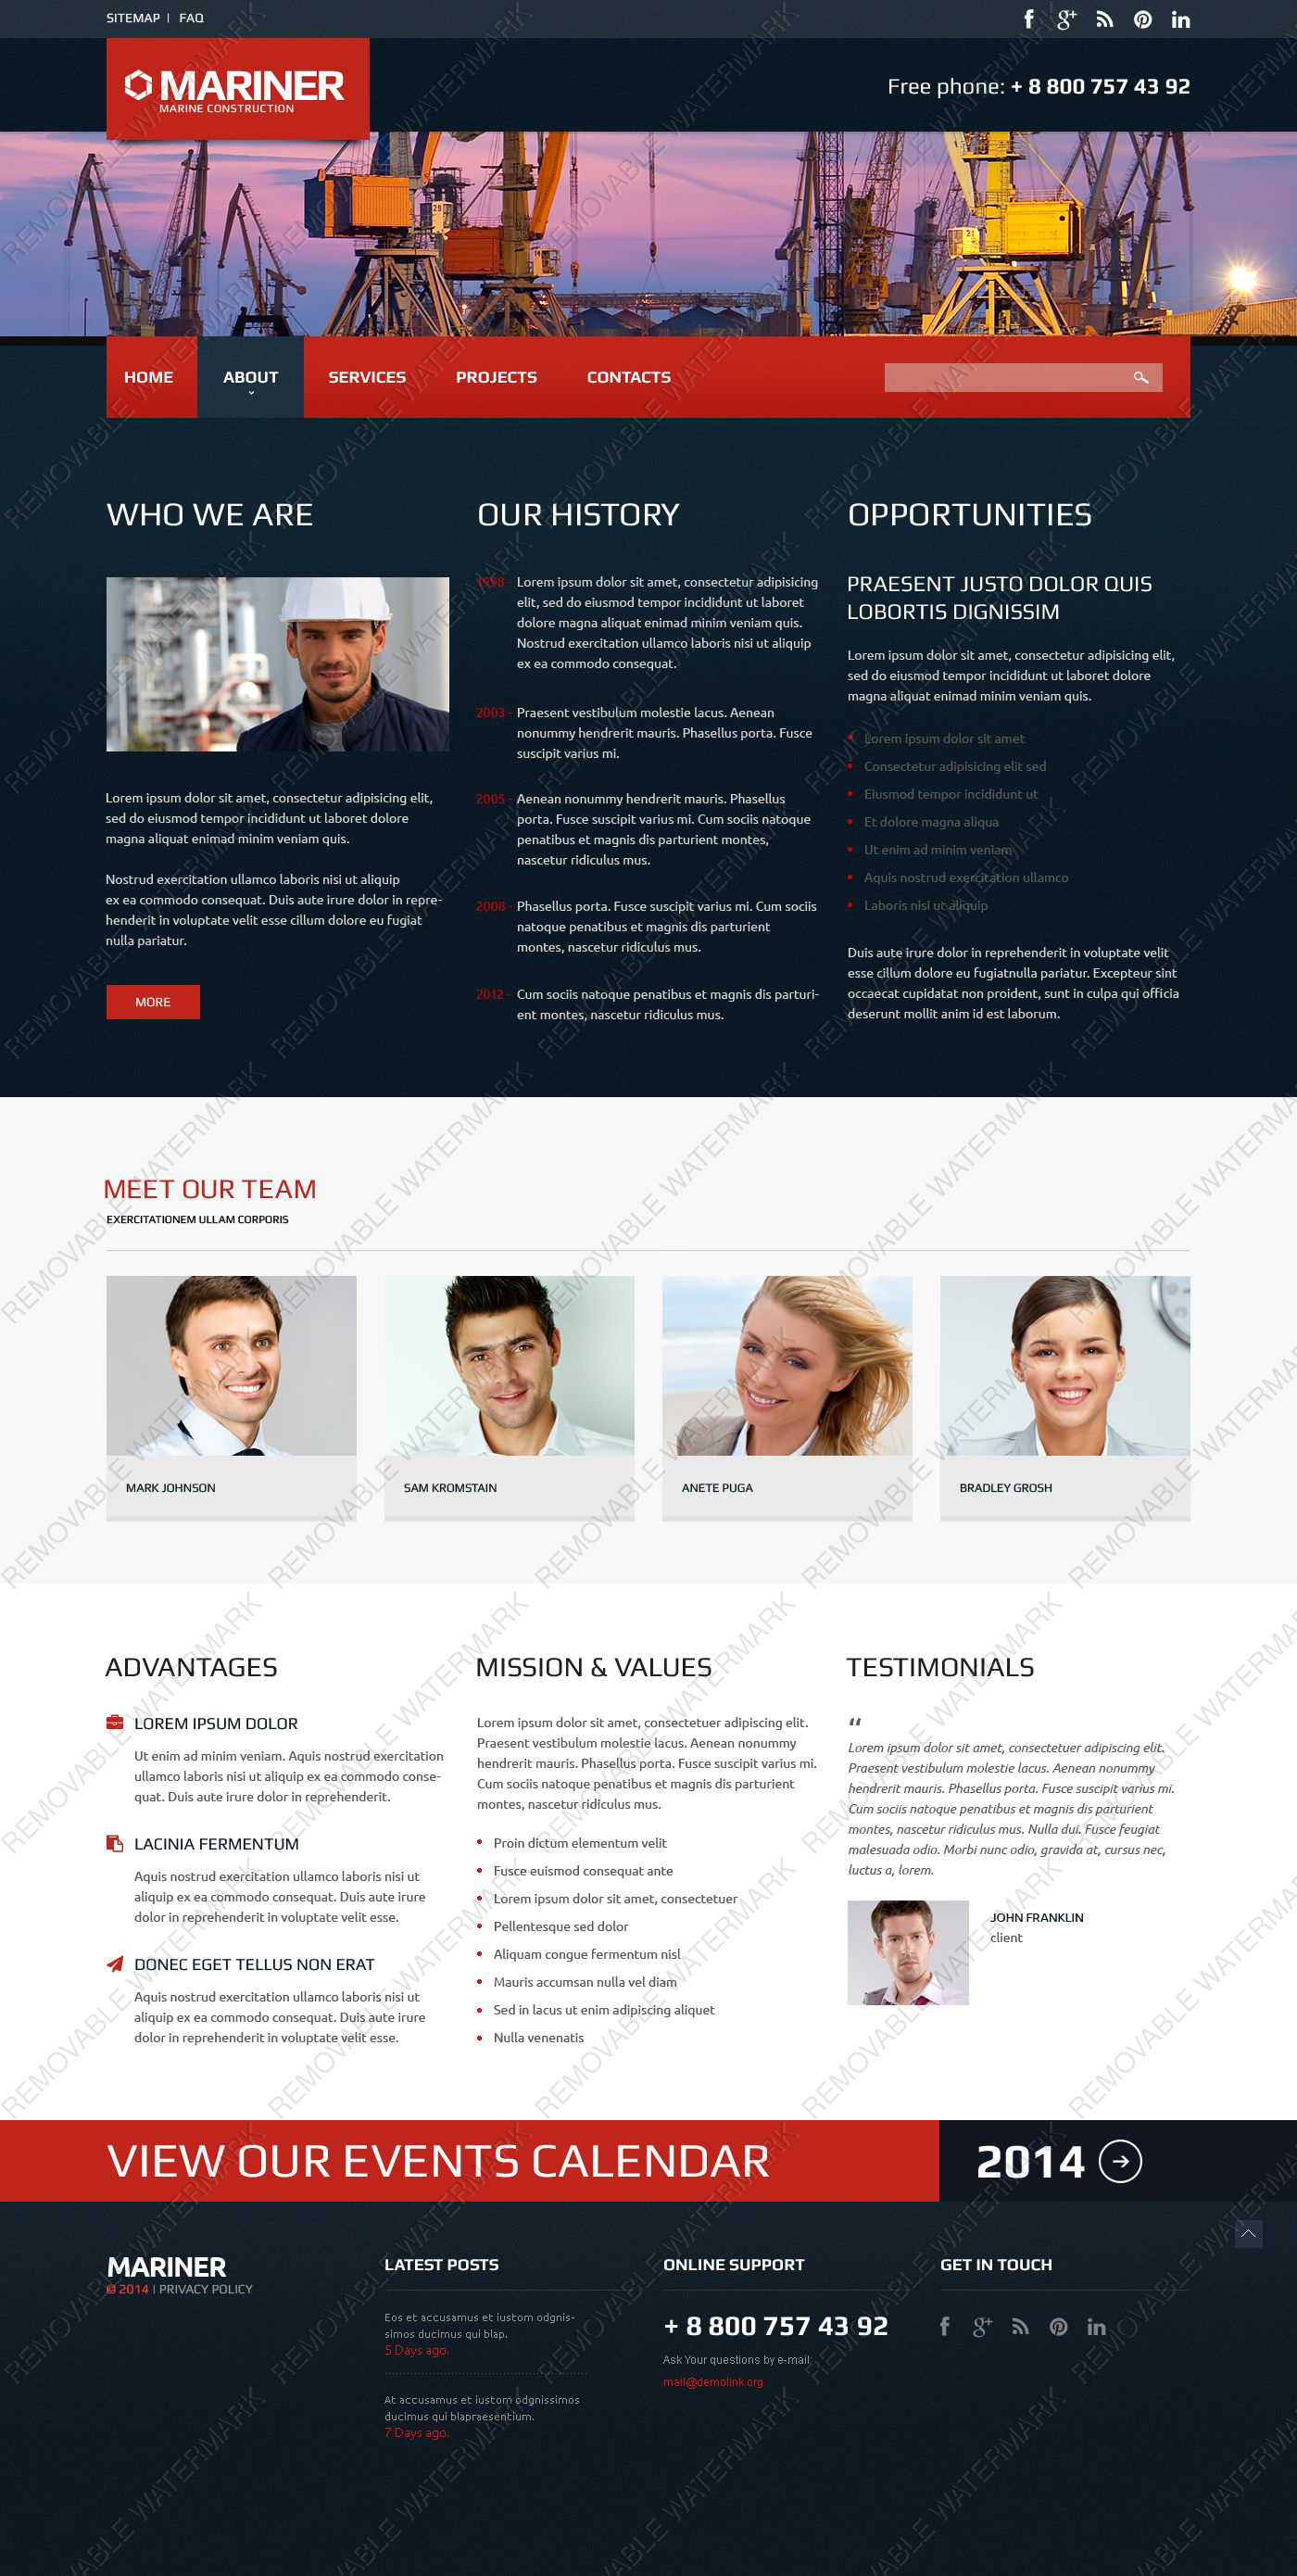 SITEMAP | FAQ
MARINER
MARINE CONSTRUCTION
Free phone: + 8 800 757 43 92
HOME ABOUT SERVICES PROJECTS CONTACTS
WHO WE ARE
Lorem ipsum dolor sit amet, consectetur adipisicing elit,
sed do eiusmod tempor incididunt ut laboret dolore
magna aliquat enimad minim veniam quis.
Nostrud exercitation ullamco laboris nisi ut aliquip
ex ea commodo consequat. Duis aute irure dolor in repre-
henderit in voluptate velit esse cillum dolore eu fugiat
nulla pariatur.
MORE
OUR HISTORY
1998 - Lorem ipsum dolor sit amet, consectetur adipisicing
elit, sed do eiusmod tempor incididunt ut laboret
dolore magna aliquat enimad minim veniam quis.
Nostrud exercitation ullamco laboris nisi ut aliquip
ex ea commodo consequat.
2003 - Praesent vestibulum molestie lacus. Aenean
nonummy hendrerit mauris. Phasellus porta. Fusce
suscipit varius mi.
2005 - Aenean nonummy hendrerit mauris. Phasellus
porta. Fusce suscipit varius mi. Cum sociis natoque
penatibus et magnis dis parturient montes,
nascetur ridiculus mus.
2008 - Phasellus porta. Fusce suscipit varius mi. Cum sociis
natoque penatibus et magnis dis parturient
montes, nascetur ridiculus mus.
2012 - Cum sociis natoque penatibus et magnis dis parturi-
ent montes, nascetur ridiculus mus.
OPPORTUNITIES
PRAESENT JUSTO DOLOR QUIS
LOBORTIS DIGNISSIM
Lorem ipsum dolor sit amet, consectetur adipisicing elit,
sed do eiusmod tempor incididunt ut laboret dolore
magna aliquat enimad minim veniam quis.
Lorem ipsum dolor sit amet
Consectetur adipisicing elit sed
Eiusmod tempor incididunt ut
Et dolore magna aliqua
Ut enim ad minim veniam
Aquis nostrud exercitation ullamco
Laboris nisi ut aliquip
Duis aute irure dolor in reprehenderit in voluptate velit
esse cillum dolore eu fugiatnulla pariatur. Excepteur sint
occaecat cupidatat non proident, sunt in culpa qui officia
deserunt mollit anim id est laborum.
MEET OUR TEAM
EXERCITATIONEM ULLAM CORPORIS
MARK JOHNSON
SAM KROMSTAIN
ANETE PUGA
BRADLEY GROSH
ADVANTAGES
LOREM IPSUM DOLOR
Ut enim ad minim veniam. Aquis nostrud exercitation
ullamco laboris nisi ut aliquip ex ea commodo conse-
quat. Duis aute irure dolor in reprehenderit.
LACINIA FERMENTUM
Aquis nostrud exercitation ullamco laboris nisi ut
aliquip ex ea commodo consequat. Duis aute irure
dolor in reprehenderit in voluptate velit esse.
DONEC EGET TELLUS NON ERAT
Aquis nostrud exercitation ullamco laboris nisi ut
aliquip ex ea commodo consequat. Duis aute irure
dolor in reprehenderit in voluptate velit esse.
MISSION & VALUES
Lorem ipsum dolor sit amet, consectetuer adipiscing elit.
Praesent vestibulum molestie lacus. Aenean nonummy
hendrerit mauris. Phasellus porta. Fusce suscipit varius mi.
Cum sociis natoque penatibus et magnis dis parturient
montes, nascetur ridiculus mus.
Proin dictum elementum velit
Fusce euismod consequat ante
Lorem ipsum dolor sit amet, consectetuer
Pellentesque sed dolor
Aliquam congue fermentum nisl
Mauris accumsan nulla vel diam
Sed in lacus ut enim adipiscing aliquet
Nulla venenatis
TESTIMONIALS
“
Lorem ipsum dolor sit amet, consectetuer adipiscing elit.
Praesent vestibulum molestie lacus. Aenean nonummy
hendrerit mauris. Phasellus porta. Fusce suscipit varius mi.
Cum sociis natoque penatibus et magnis dis parturient
montes, nascetur ridiculus mus. Nulla dui. Fusce feugiat
malesuada odio. Morbi nunc odio, gravida at, cursus nec,
luctus a, lorem.
JOHN FRANKLIN
client
VIEW OUR EVENTS CALENDAR
2014
MARINER
© 2014 | PRIVACY POLICY
LATEST POSTS
Eos et accusamus et iustom odgnis-
simos ducimus qui blap.
5 Days ago.
At accusamus et iustom odgnissimos
ducimus qui blapraesentium.
7 Days ago.
ONLINE SUPPORT
+ 8 800 757 43 92
Ask Your questions by e-mail:
mail@demolink.org
GET IN TOUCH
REMOVABLE WATERMARK